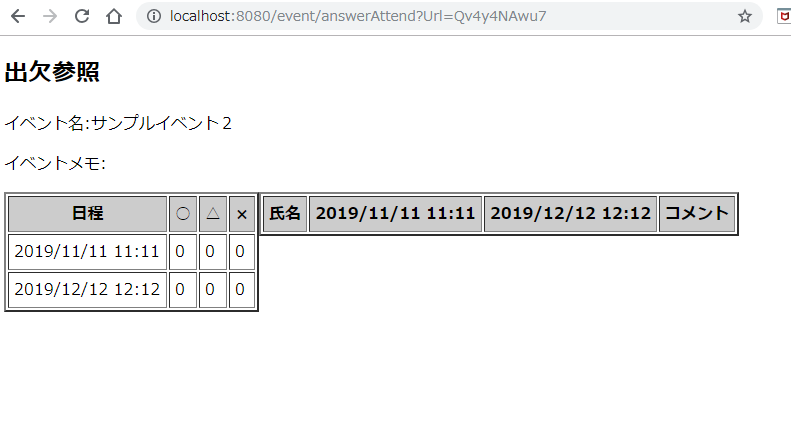 localhost:8080/event/answerAttend?Url=Qv4y4NAwu7
出欠参照
イベント名:サンプルイベント２
イベントメモ:
日程 ○ △ × 氏名 2019/11/11 11:11 2019/12/12 12:12 コメント
2019/11/11 11:11 0 0 0
2019/12/12 12:12 0 0 0